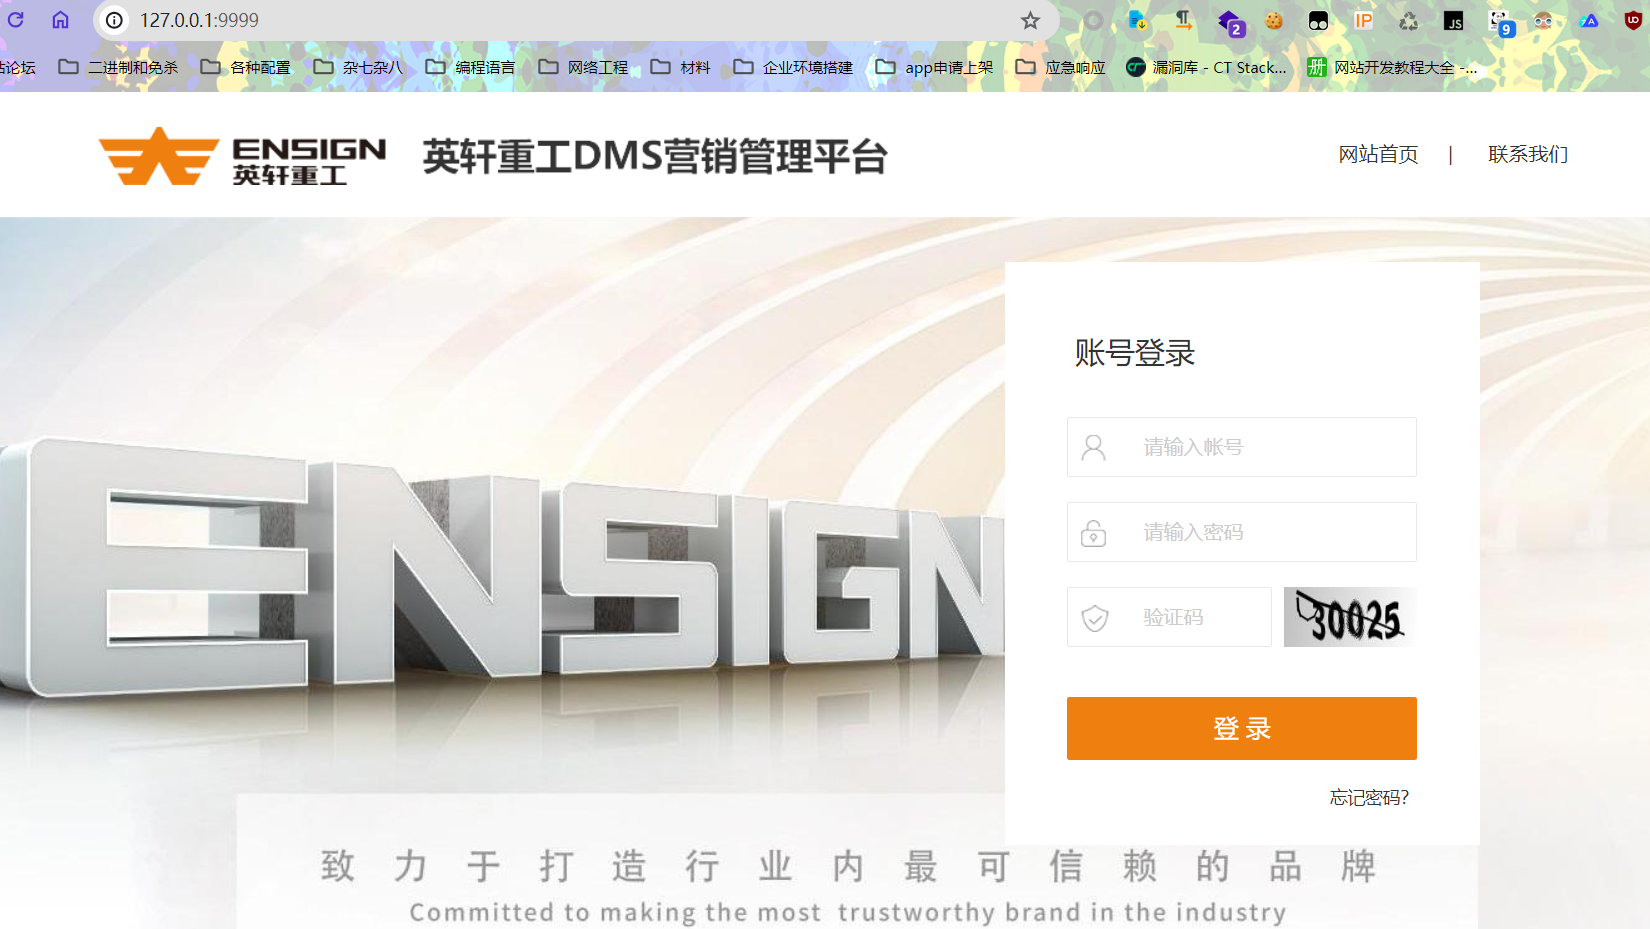 127.0.0.1:9999
站论坛 二进制和免杀 各种配置 杂七杂八 编程语言 网络工程 材料 企业环境搭建 app申请上架 应急响应 漏洞库 - CT Stack... 网站开发教程大全 -...
ENSIGN
英轩重工
英轩重工DMS营销管理平台
网站首页 | 联系我们
账号登录
请输入帐号
请输入密码
验证码
30025
登 录
忘记密码?
ENSIGN
致力于打造行业内最可信赖的品牌
Committed to making the most trustworthy brand in the industry
2
IP
JS
9